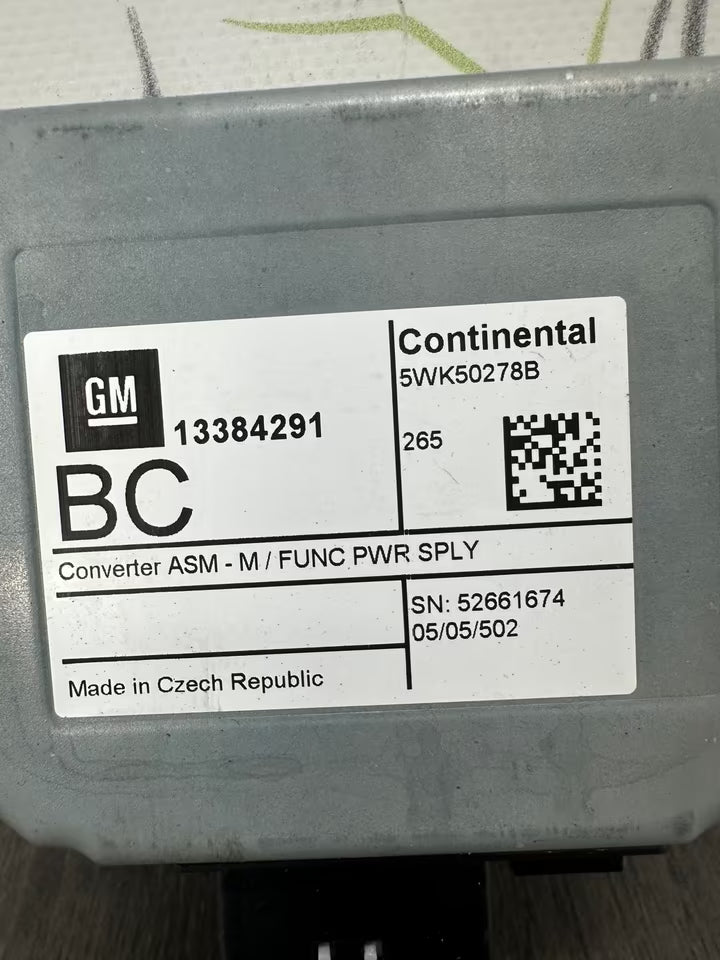 GM
13384291
BC
Continental
5WK50278B
265
Converter ASM - M / FUNC PWR SPLY
SN: 52661674
05/05/502
Made in Czech Republic